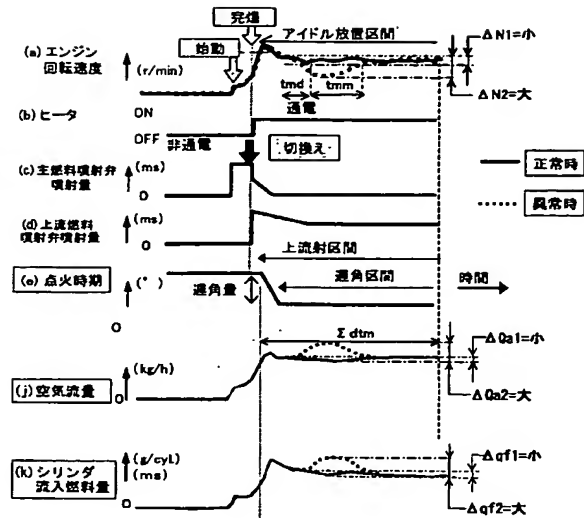 完爆
アイドル放置区間
ΔN1=小
(a)エンジン
回転速度
(r/min)
始動
tmd
tmm
通電
ΔN2=大
(b)ヒータ
ON
OFF
非通電
切換え
(c)主燃料噴射弁
噴射量
(ms)
0
正常時
異常時
(d)上流燃料
噴射弁噴射量
(ms)
0
上流噴射区間
(e)点火時期
(°)
遅角量
遅角区間
時間
0
Σdtm
ΔQa1=小
(kg/h)
(j)空気流量
0
ΔQa2=大
(g/cyl.)
(ms)
(k)シリンダ
流入燃料量
0
Δqf1=小
Δqf2=大